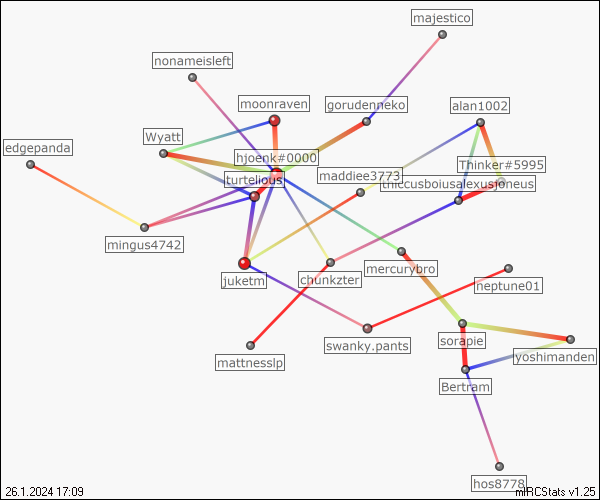 majestico
nonameisleft
moonraven
gorudenneko
alan1002
Wyatt
edgepanda
hjoenk#0000
Thinker#5995
turtelious
maddiee3773
thiccusboiusalexusjoneus
mingus4742
juketm
chunkzter
mercurybro
neptune01
sorapie
swanky.pants
yoshimanden
mattnesslp
Bertram
hos8778
26.1.2024 17:09
mIRCStats v1.25